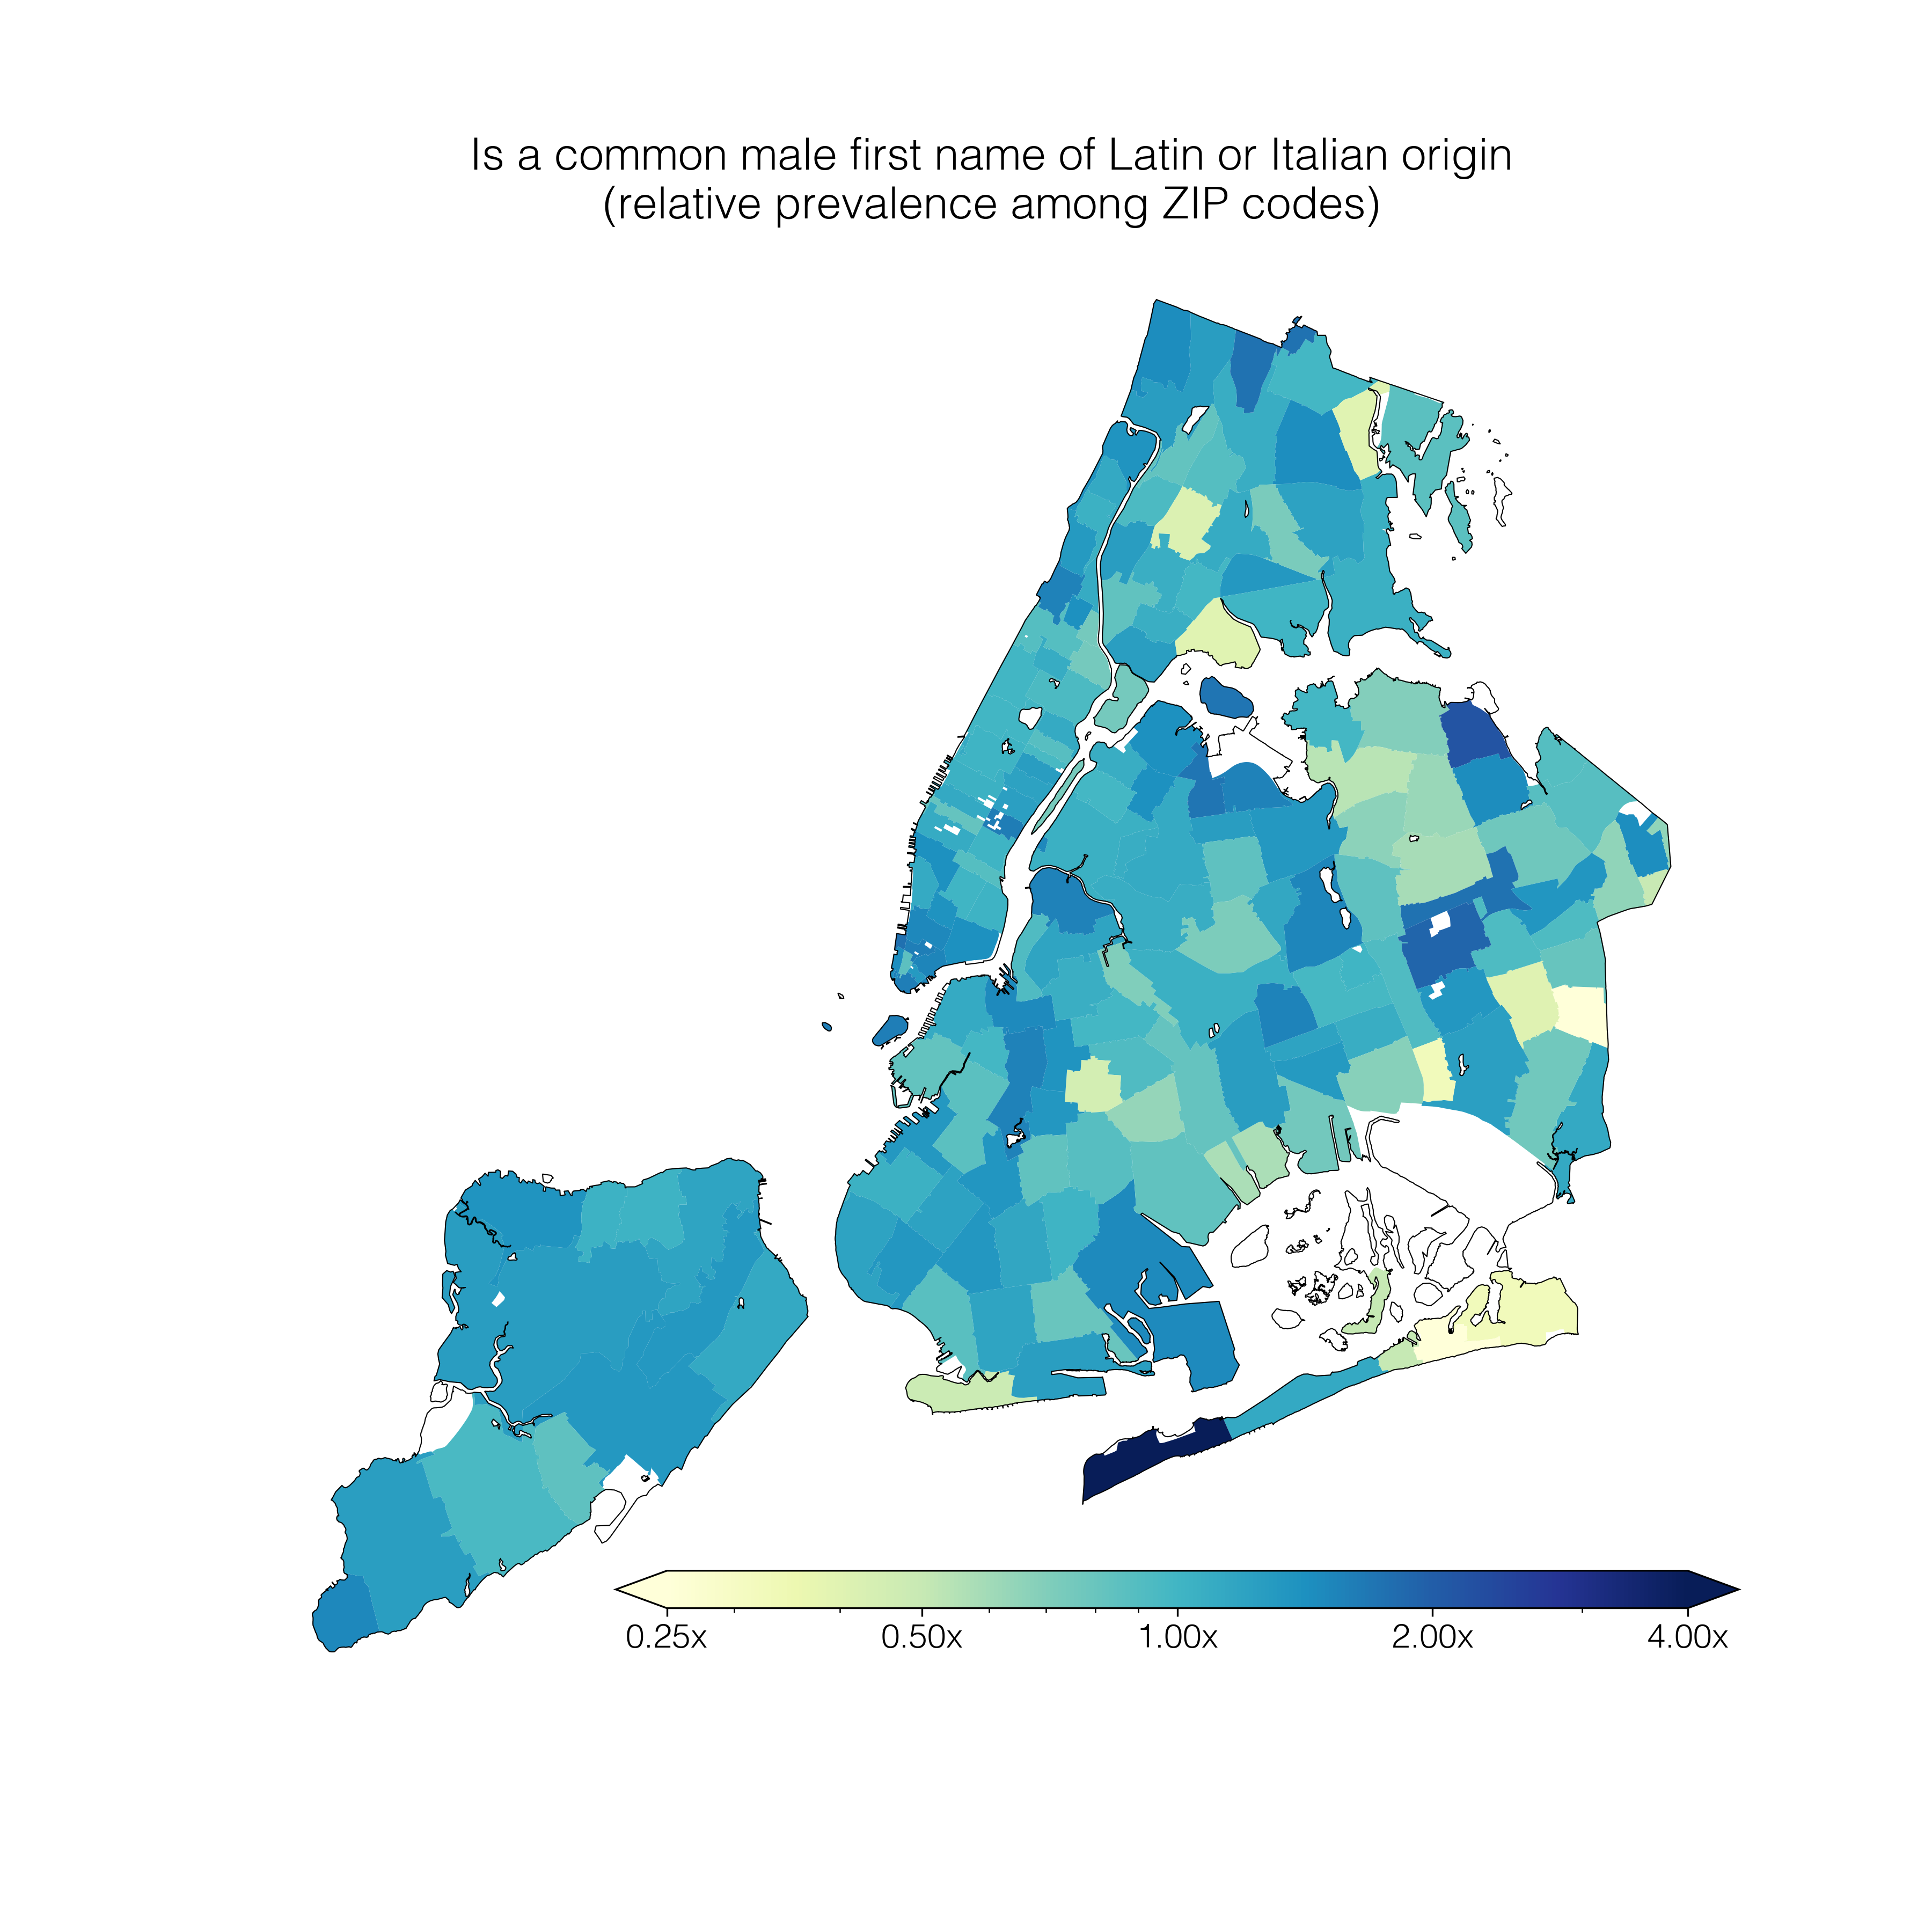 Is a common male first name of Latin or Italian origin
(relative prevalence among ZIP codes)
0.25x 0.50x 1.00x 2.00x 4.00x